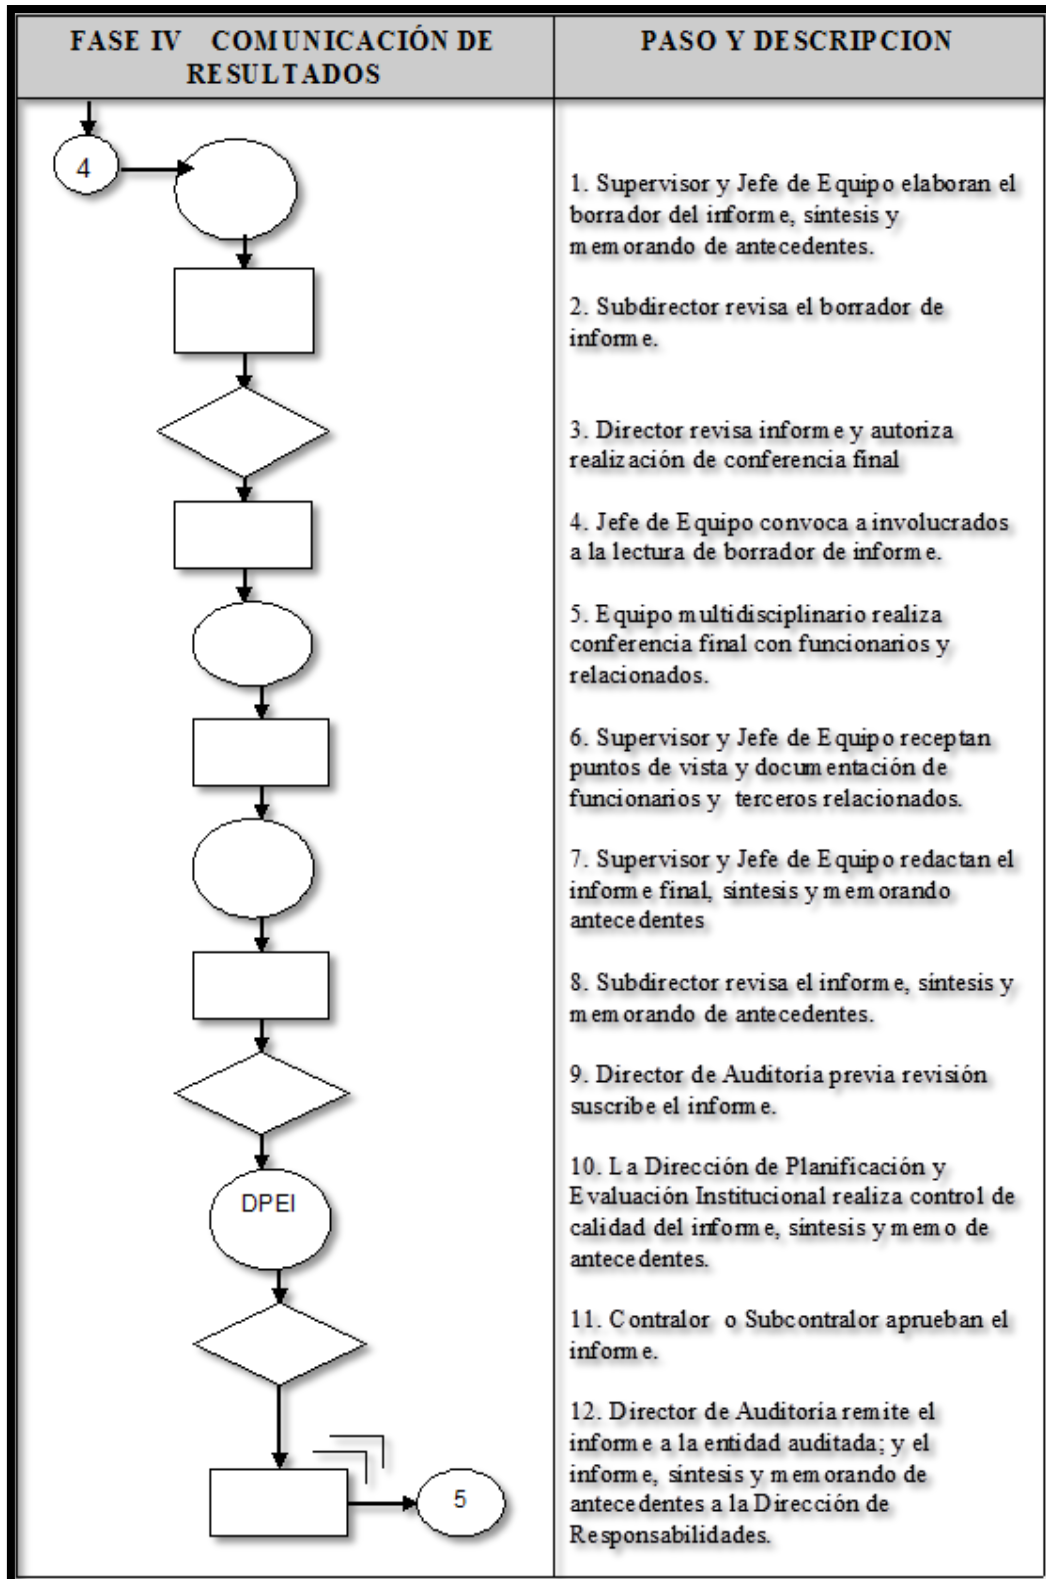 FASE IV COMUNICACIÓN DE
RESULTADOS
PASO Y DESCRIPCION
4
1. Supervisor y Jefe de Equipo elaboran el
borrador del informe, síntesis y
memorando de antecedentes.
2. Subdirector revisa el borrador de
informe.
3. Director revisa informe y autoriza
realización de conferencia final
4. Jefe de Equipo convoca a involucrados
a la lectura de borrador de informe.
5. Equipo multidisciplinario realiza
conferencia final con funcionarios y
relacionados.
6. Supervisor y Jefe de Equipo receptan
puntos de vista y documentación de
funcionarios y terceros relacionados.
7. Supervisor y Jefe de Equipo redactan el
informe final, síntesis y memorando
antecedentes
8. Subdirector revisa el informe, síntesis y
memorando de antecedentes.
9. Director de Auditoría previa revisión
suscribe el informe.
DPEI
10. La Dirección de Planificación y
Evaluación Institucional realiza control de
calidad del informe, síntesis y memo de
antecedentes.
11. Contralor o Subcontralor aprueban el
informe.
12. Director de Auditoría remite el
informe a la entidad auditada; y el
informe, síntesis y memorando de
antecedentes a la Dirección de
Responsabilidades.
5